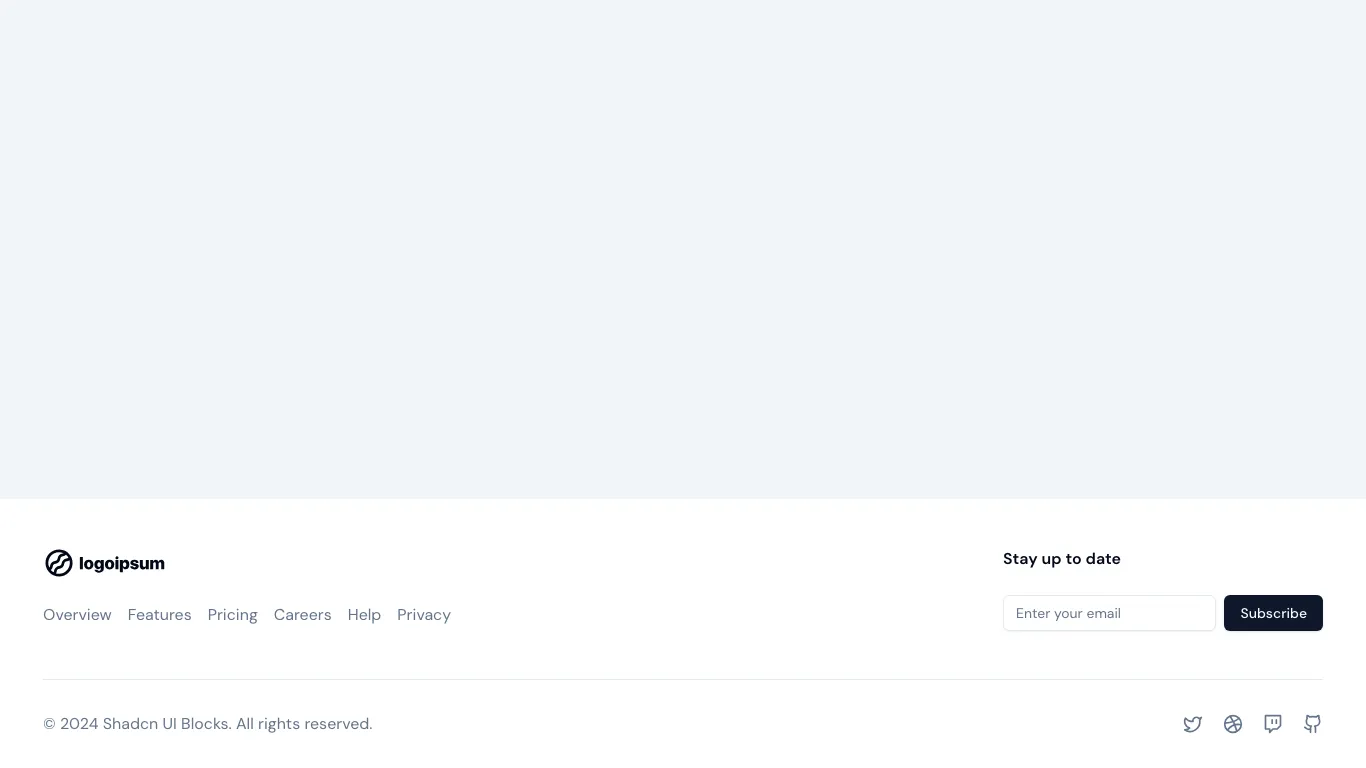 logoipsum
Overview Features Pricing Careers Help Privacy
Stay up to date
Enter your email Subscribe
© 2024 Shadcn UI Blocks. All rights reserved.